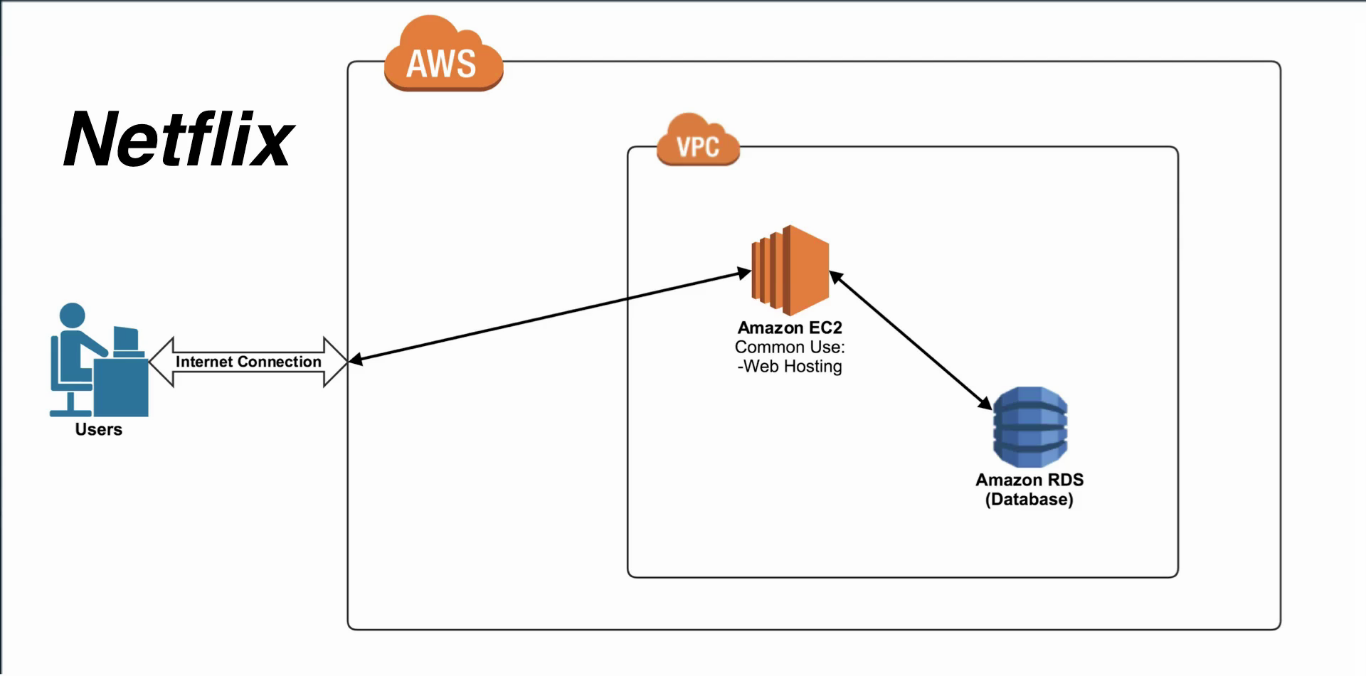 AWS
Netflix
VPC
Amazon EC2
Common Use:
-Web Hosting
Internet Connection
Users
Amazon RDS
(Database)